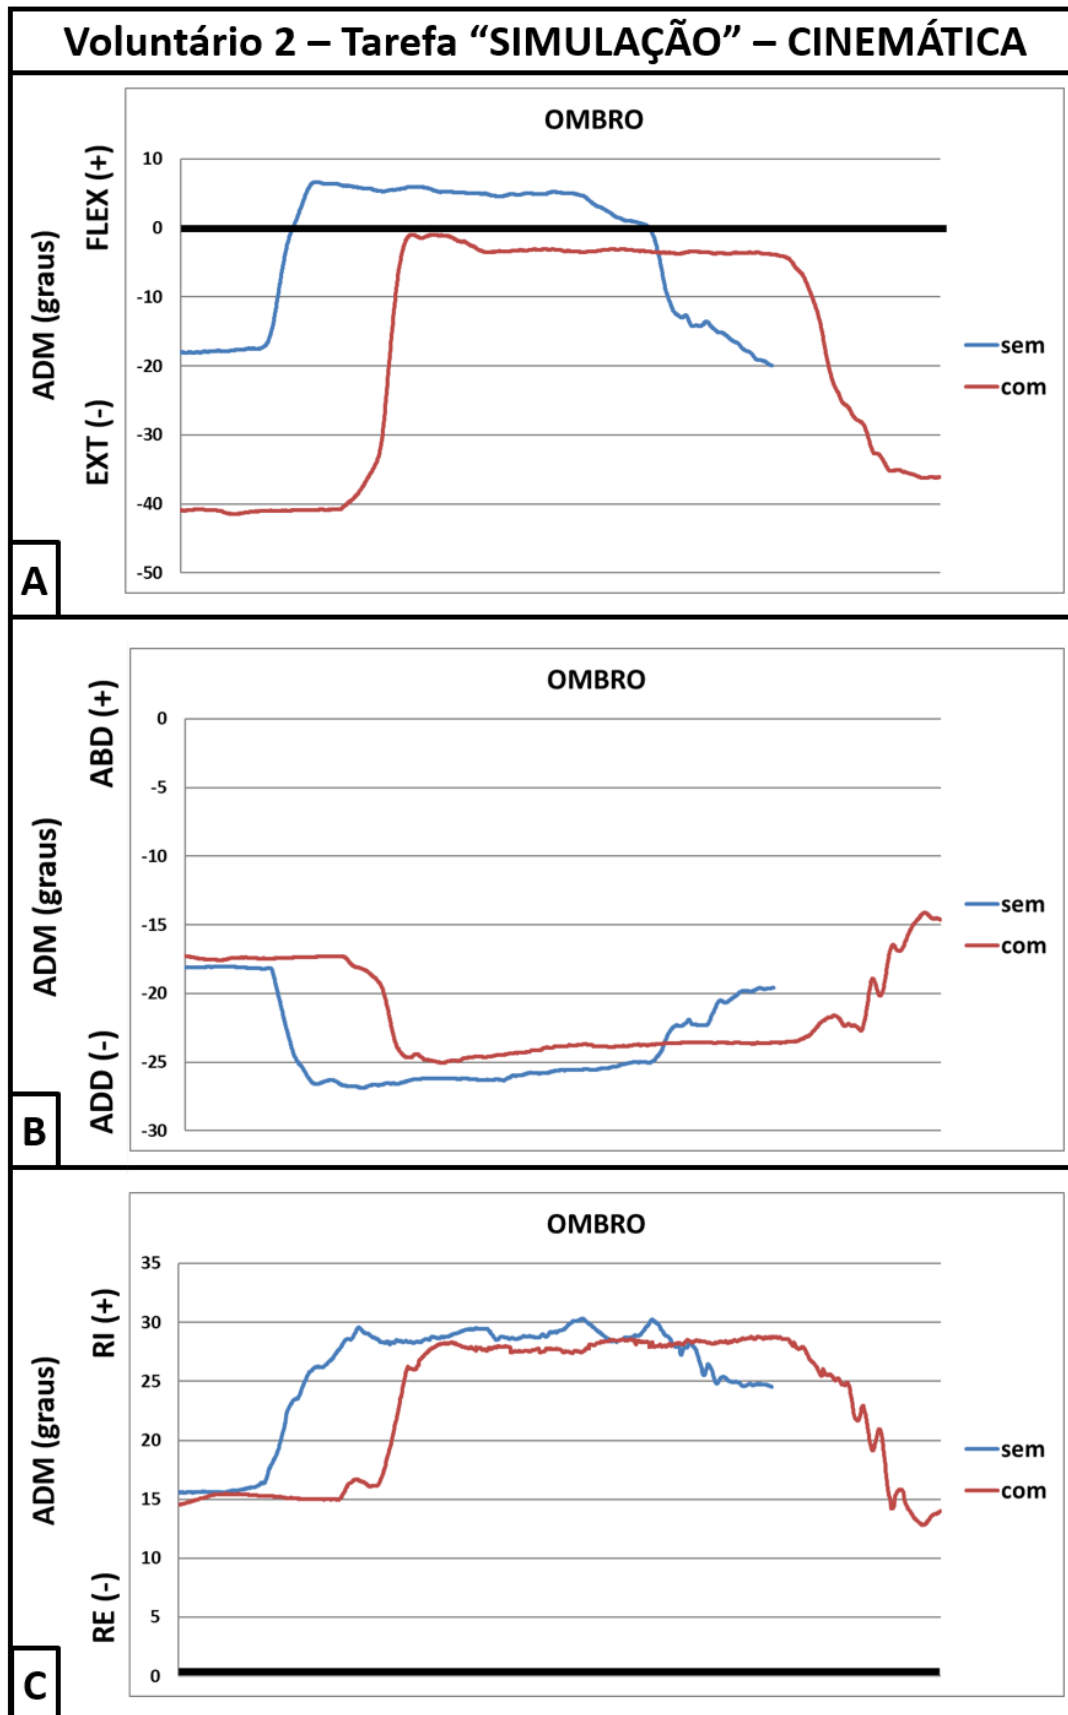 Voluntário 2 – Tarefa “SIMULAÇÃO” – CINEMÁTICA
OMBRO
ADM (graus)
EXT (-) FLEX (+)
10
0
-10
-20
-30
-40
-50
sem
com
A
OMBRO
ADM (graus)
ADD (-) ABD (+)
0
-5
-10
-15
-20
-25
-30
sem
com
B
OMBRO
ADM (graus)
RE (-) RI (+)
35
30
25
20
15
10
5
0
sem
com
C